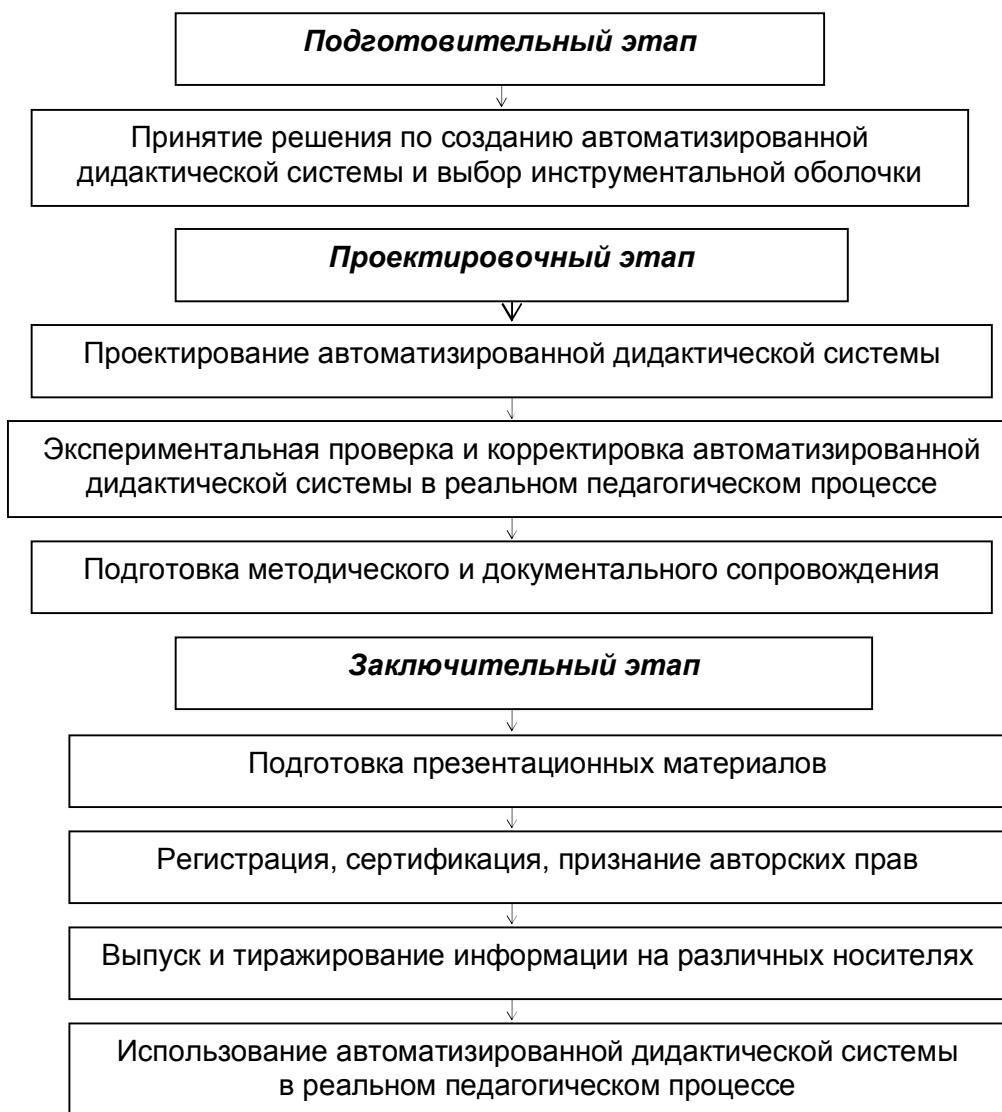 Подготовительный этап
Принятие решения по созданию автоматизированной
дидактической системы и выбор инструментальной оболочки
Проектировочный этап
Проектирование автоматизированной дидактической системы
Экспериментальная проверка и корректировка автоматизированной
дидактической системы в реальном педагогическом процессе
Подготовка методического и документального сопровождения
Заключительный этап
Подготовка презентационных материалов
Регистрация, сертификация, признание авторских прав
Выпуск и тиражирование информации на различных носителях
Использование автоматизированной дидактической системы
в реальном педагогическом процессе